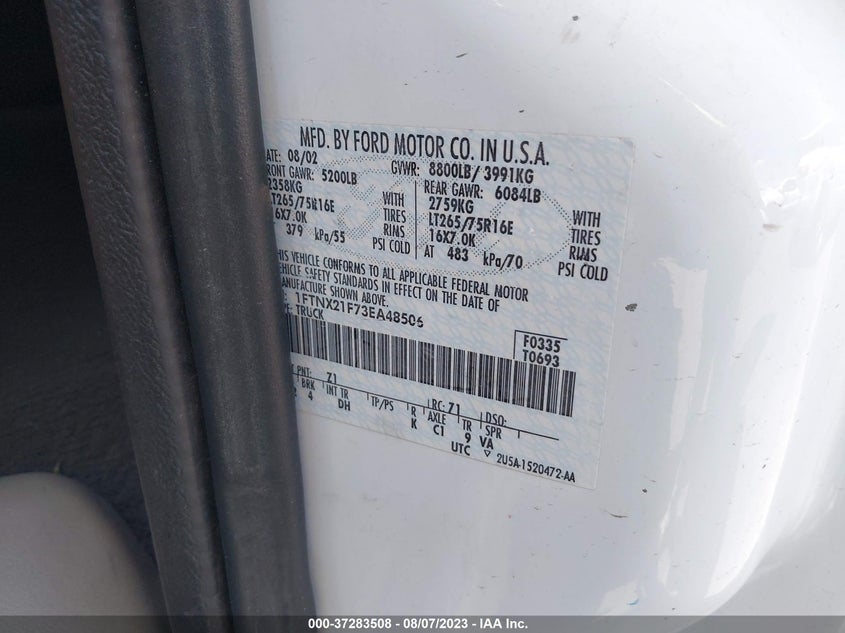 MFD. BY FORD MOTOR CO. IN U.S.A.
08/02 GVWR: 8800LB/ 3991KG
FRONT GAWR: 5200LB REAR GAWR: 6084LB
2358KG WITH 2759KG WITH
LT265/75R16E TIRES LT265/75R16E TIRES
16X7.0K RIMS 16X7.0K RIMS
379 kPa/55 PSI COLD AT 483 kPa/70 PSI COLD
THIS VEHICLE CONFORMS TO ALL APPLICABLE FEDERAL MOTOR
VEHICLE SAFETY STANDARDS IN EFFECT ON THE DATE OF
MANUFACTURE SHOWN ABOVE.
1FTNX21F73EA48506
TRUCK
F0335
T0693
PNT: Z1 RC: Z1 DSO:
BRK INT TR TP/PS R AXLE TR SPR
4 DH K C1 9 VA
UTC 2U5A-1520472-AA
000-37283508 - 08/07/2023 - IAA Inc.